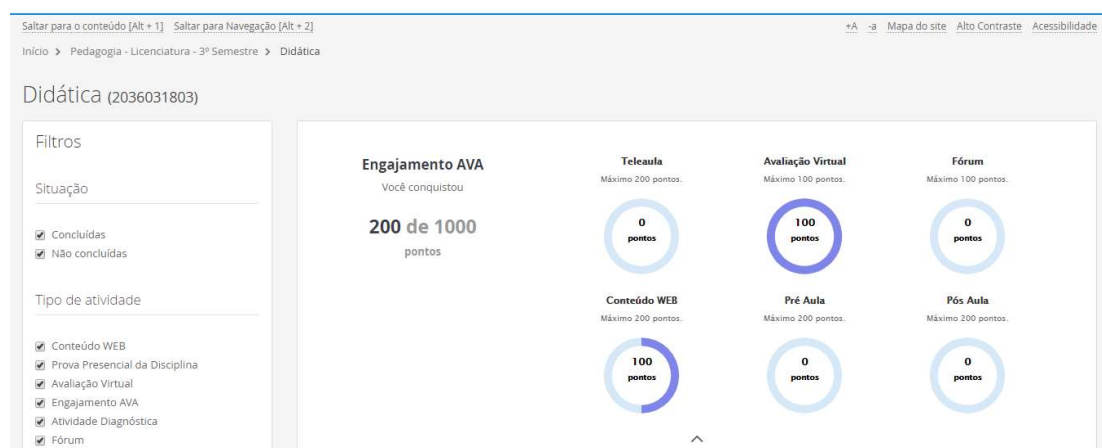 Saltar para o conteúdo [Alt + 1] Saltar para Navegação [Alt + 2] +A -a Mapa do site Alto Contraste Acessibilidade
Início > Pedagogia - Licenciatura - 3º Semestre > Didática
Didática (2036031803)
Filtros
Situação
Concluídas
Não concluídas
Tipo de atividade
Conteúdo WEB
Prova Presencial da Disciplina
Avaliação Virtual
Engajamento AVA
Atividade Diagnóstica
Fórum
Engajamento AVA
Você conquistou
200 de 1000
pontos
Teleaula
Máximo 200 pontos.
0
pontos
Avaliação Virtual
Máximo 100 pontos.
100
pontos
Fórum
Máximo 100 pontos.
0
pontos
Conteúdo WEB
Máximo 200 pontos.
100
pontos
Pré Aula
Máximo 200 pontos.
0
pontos
Pós Aula
Máximo 200 pontos.
0
pontos